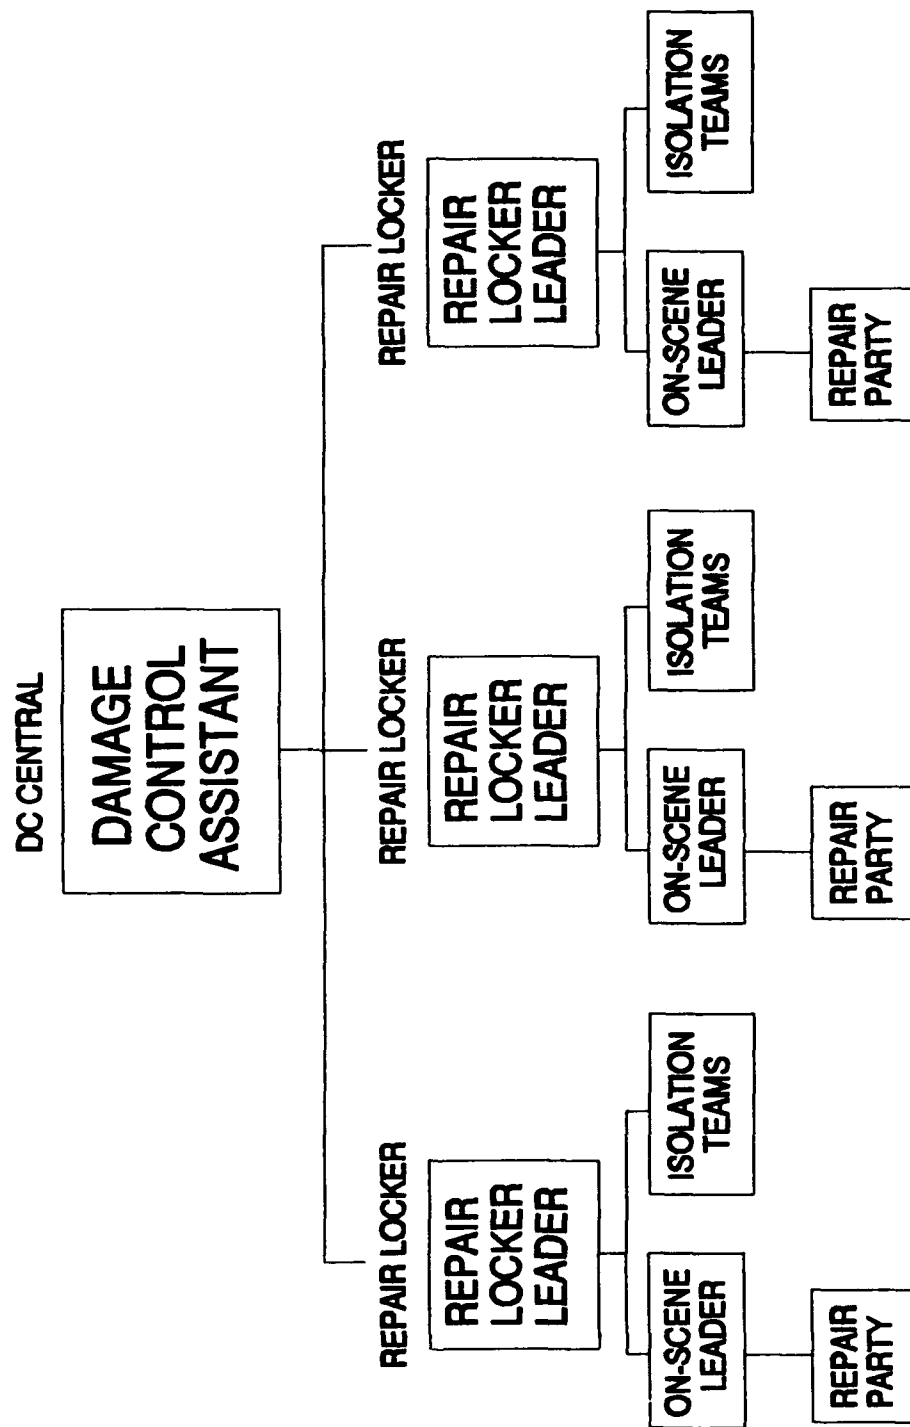 DC CENTRAL
DAMAGE
CONTROL
ASSISTANT
REPAIR LOCKER
REPAIR LOCKER
REPAIR LOCKER
REPAIR
LOCKER
LEADER
REPAIR
LOCKER
LEADER
REPAIR
LOCKER
LEADER
ON-SCENE
LEADER
ISOLATION
TEAMS
ON-SCENE
LEADER
ISOLATION
TEAMS
ON-SCENE
LEADER
ISOLATION
TEAMS
REPAIR
PARTY
REPAIR
PARTY
REPAIR
PARTY